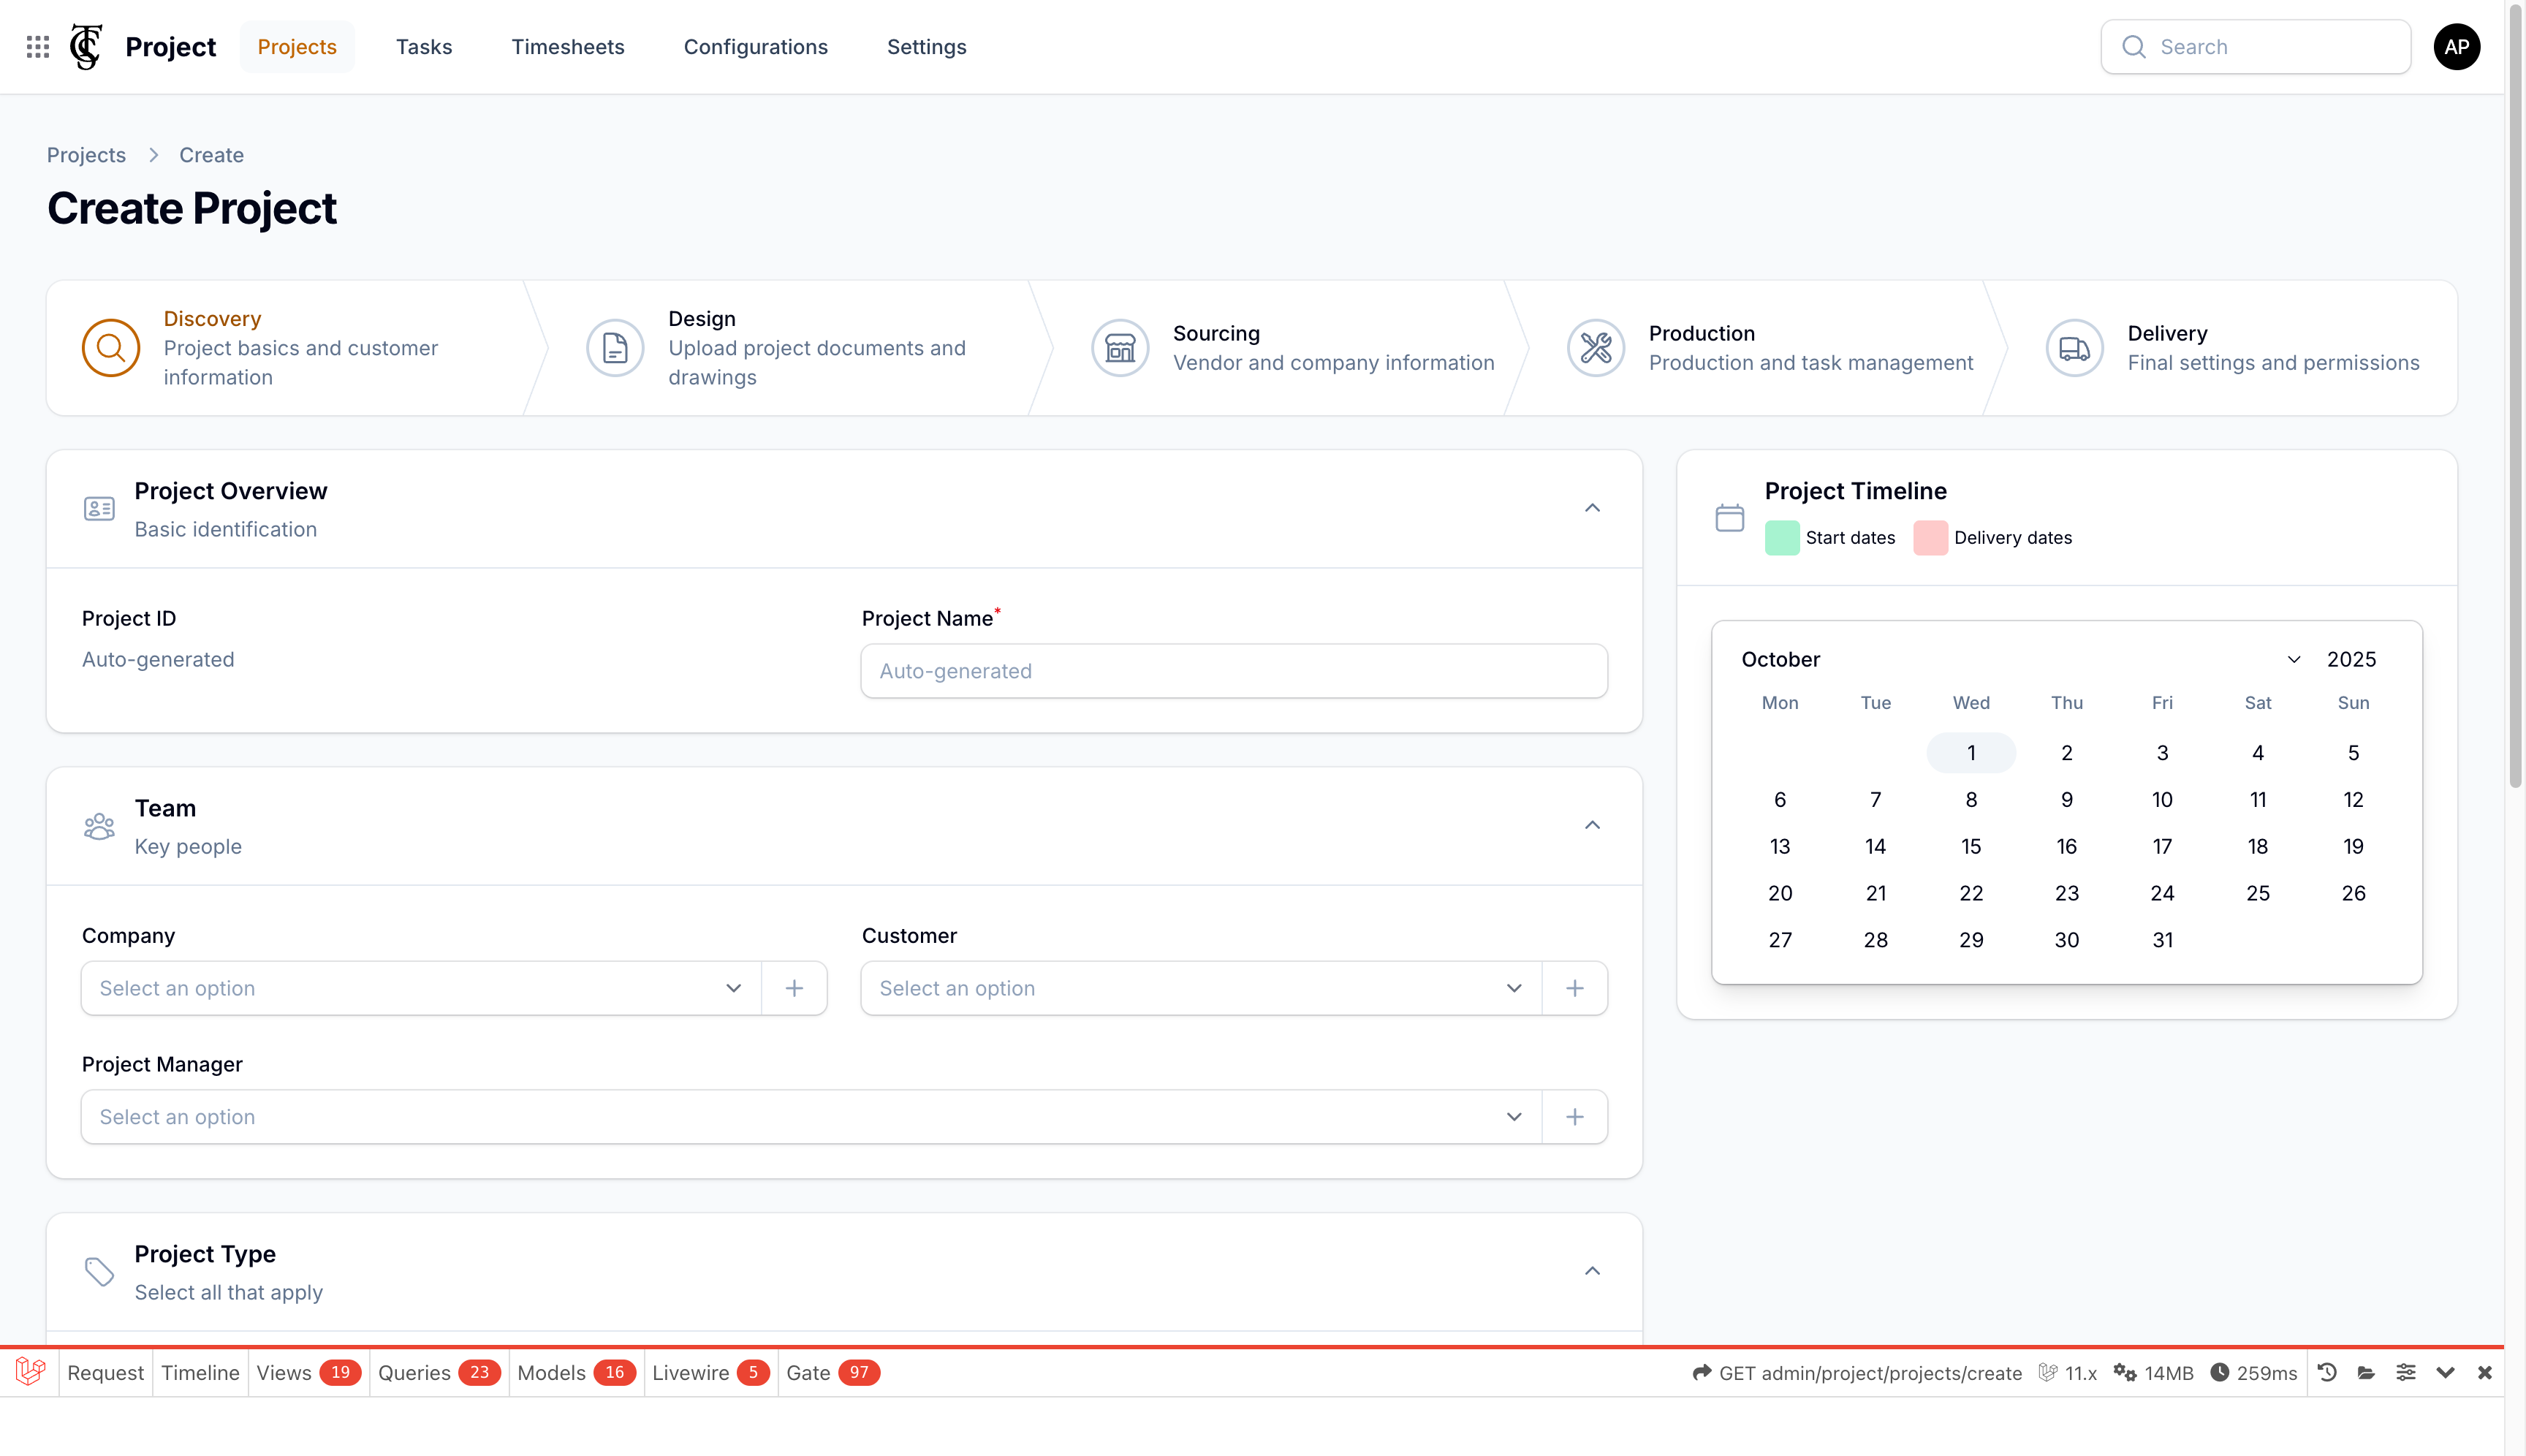 Project
Projects
Tasks
Timesheets
Configurations
Settings
Search
AP
Projects
Create
Create Project
Discovery
Project basics and customer
information
Design
Upload project documents and
drawings
Sourcing
Vendor and company information
Production
Production and task management
Delivery
Final settings and permissions
Project Overview
Basic identification
Project ID
Auto-generated
Project Name*
Auto-generated
Team
Key people
Company
Select an option
Customer
Select an option
Project Manager
Select an option
Project Type
Select all that apply
Project Timeline
Start dates
Delivery dates
October 2025
Mon Tue Wed Thu Fri Sat Sun
1 2 3 4 5
6 7 8 9 10 11 12
13 14 15 16 17 18 19
20 21 22 23 24 25 26
27 28 29 30 31
Request Timeline Views 19 Queries 23 Models 16 Livewire 5 Gate 97 GET admin/project/projects/create 11.x 14MB 259ms